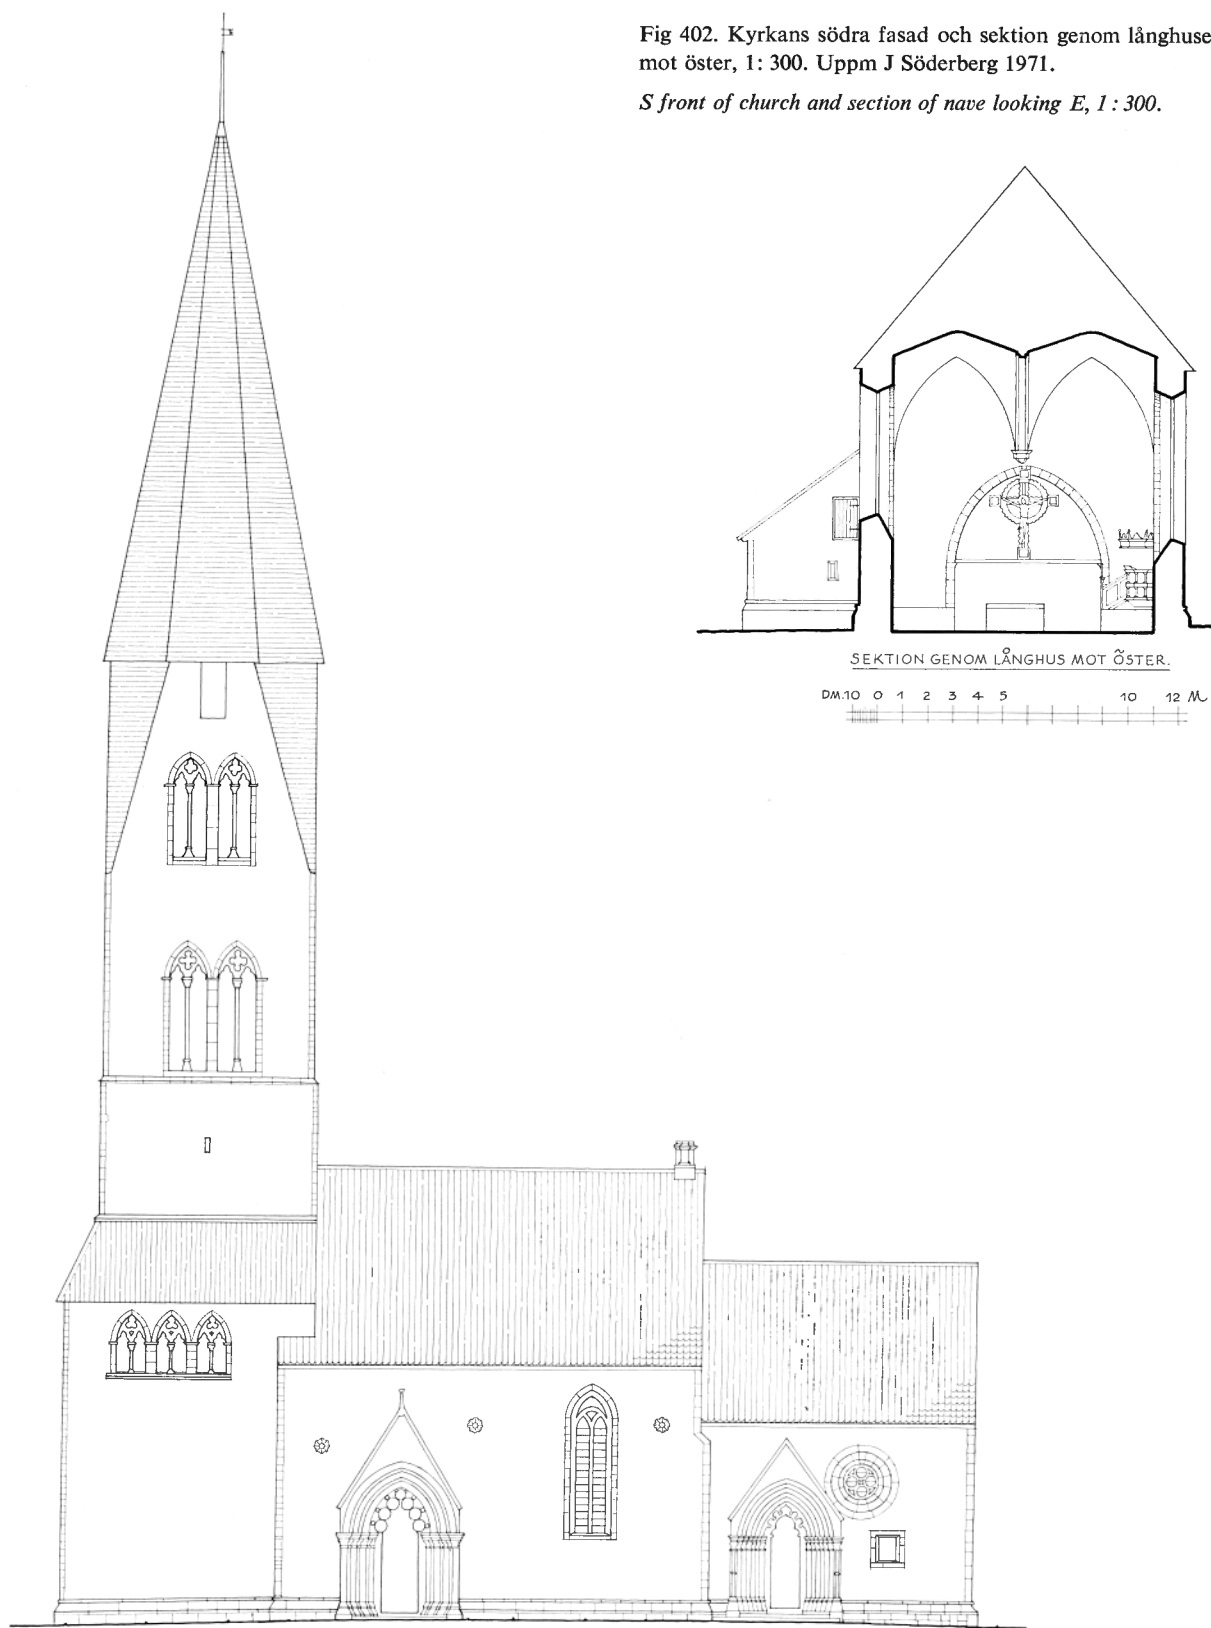 Fig 402. Kyrkans södra fasad och sektion genom långhuse
mot öster, 1: 300. Uppm J Söderberg 1971.
S front of church and section of nave looking E, 1 : 300.
SEKTION GENOM LÅNGHUS MOT ÖSTER.
DM.10 0 1 2 3 4 5 10 12 M